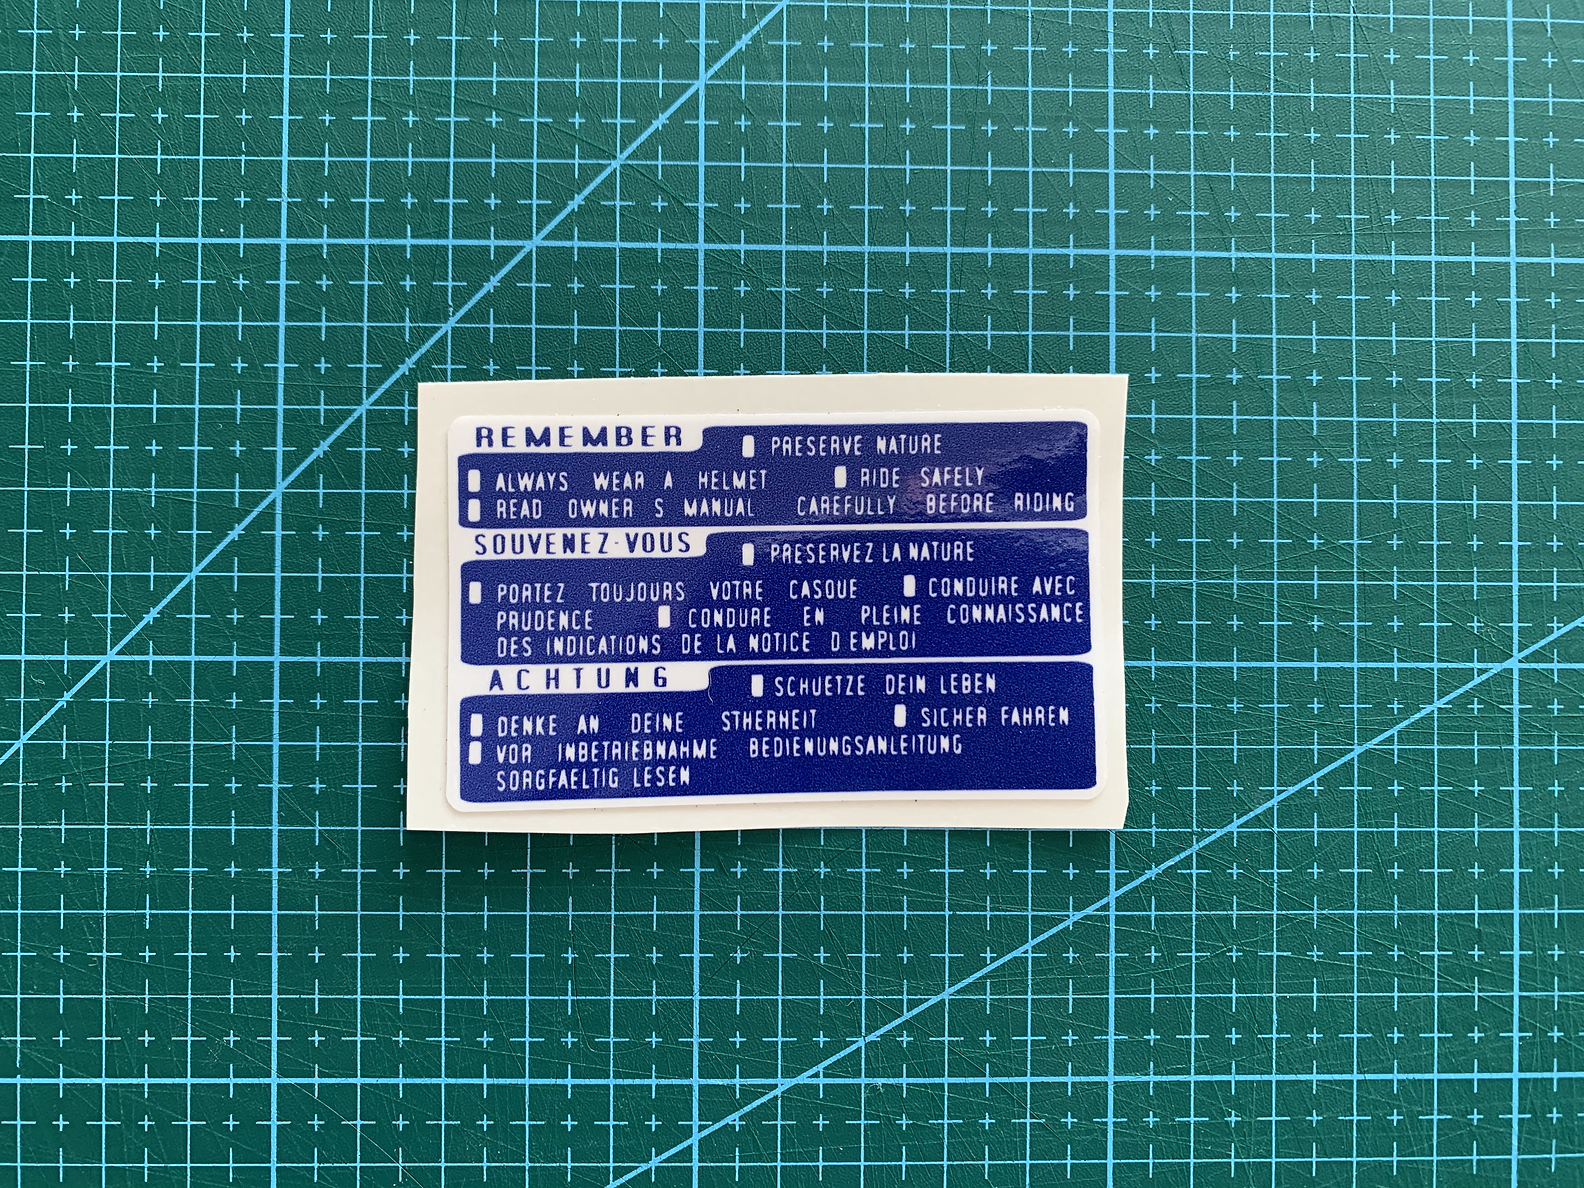 REMEMBER
PRESERVE NATURE
ALWAYS WEAR A HELMET RIDE SAFELY
READ OWNER S MANUAL CAREFULLY BEFORE RIDING
SOUVENEZ-VOUS
PRESERVEZ LA NATURE
PORTEZ TOUJOURS VOTRE CASQUE CONDUIRE AVEC
PRUDENCE CONDURE EN PLEINE CONNAISSANCE
DES INDICATIONS DE LA NOTICE D EMPLOI
ACHTUNG
SCHUETZE DEIN LEBEN
DENKE AN DEINE STHERHEIT SICHER FAHREN
VOR INBETRIEBNAHME BEDIENUNGSANLEITUNG
SORGFAELTIG LESEN